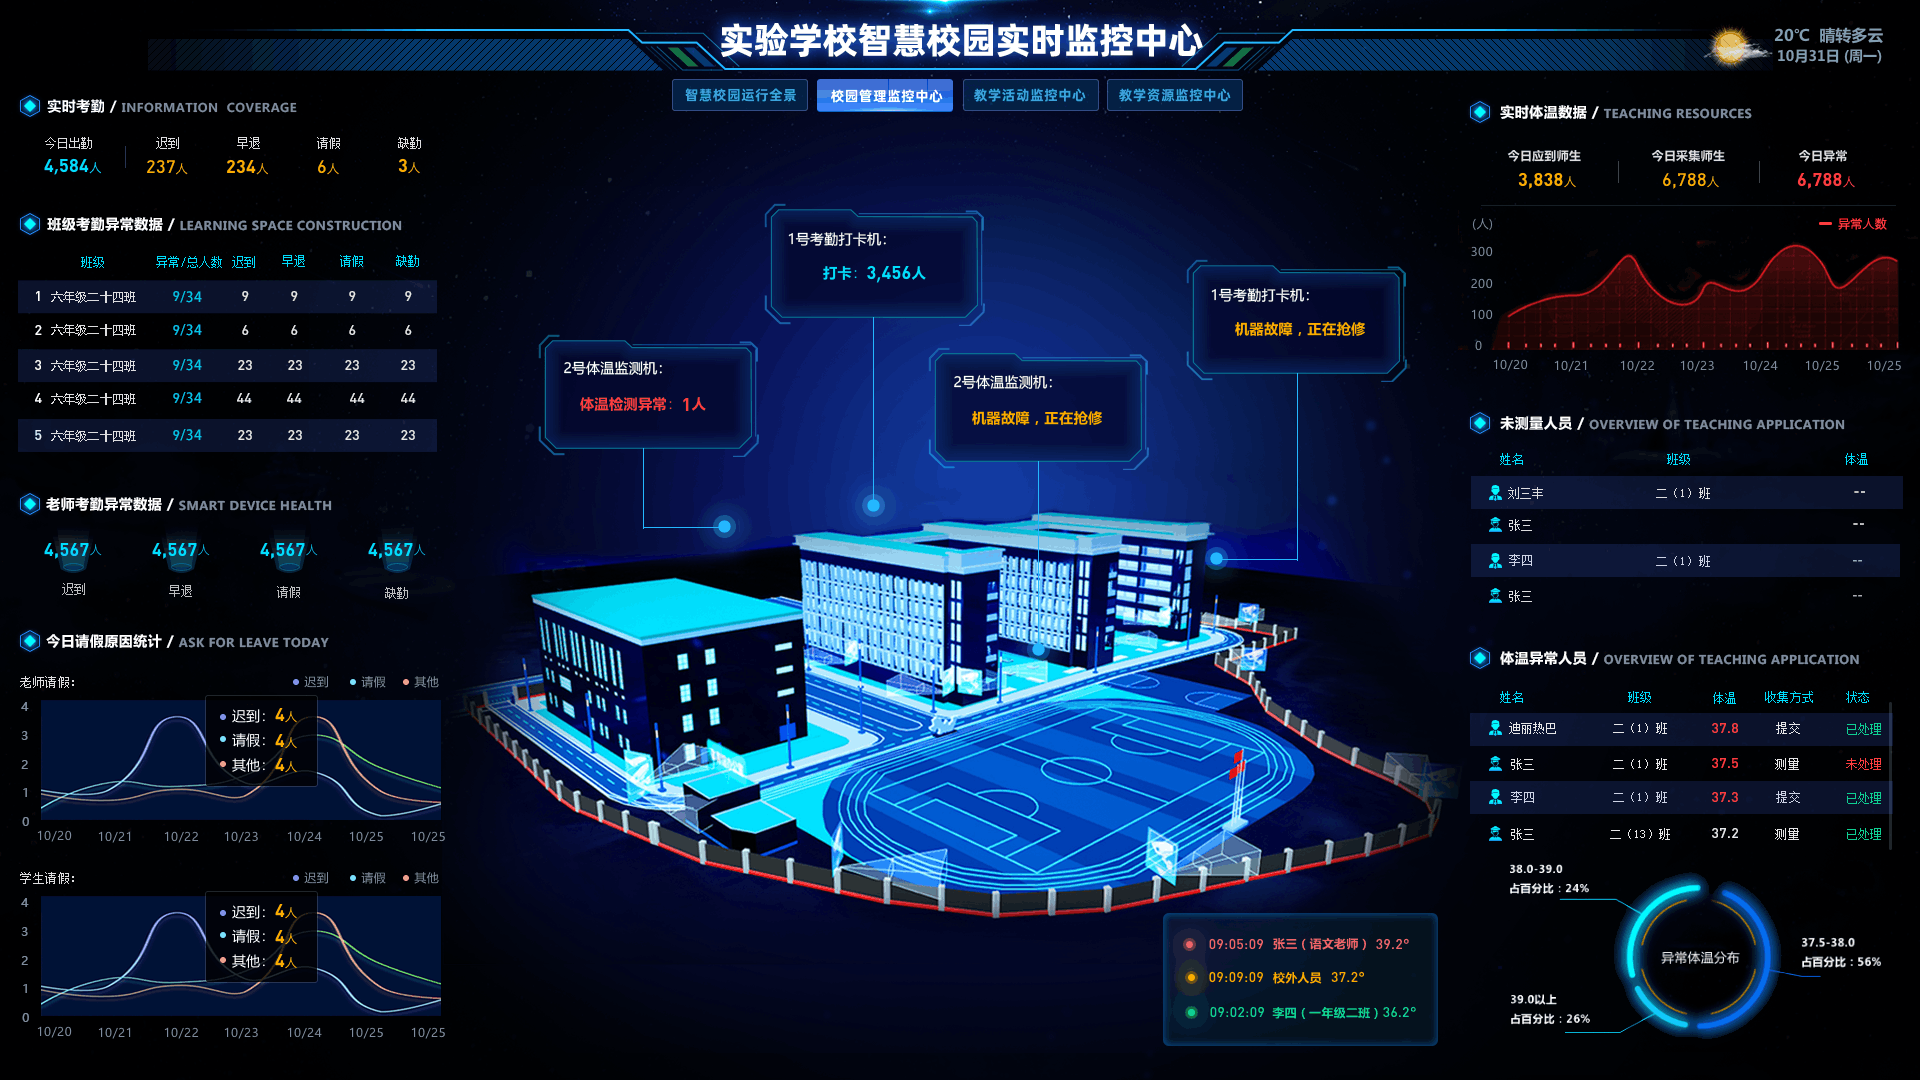 实验学校智慧校园实时监控中心
20℃ 晴转多云
10月31日 (周一)
智慧校园运行全景
校园管理监控中心
教学活动监控中心
教学资源监控中心
实时考勤 / INFORMATION COVERAGE
今日出勤 迟到 早退 请假 缺勤
4,584人 237人 234人 6人 3人
班级考勤异常数据 / LEARNING SPACE CONSTRUCTION
班级 异常/总人数 迟到 早退 请假 缺勤
1 六年级二十四班 9/34 9 9 9 9
2 六年级二十四班 9/34 6 6 6 6
3 六年级二十四班 9/34 23 23 23 23
4 六年级二十四班 9/34 44 44 44 44
5 六年级二十四班 9/34 23 23 23 23
老师考勤异常数据 / SMART DEVICE HEALTH
4,567人 4,567人 4,567人 4,567人
迟到 早退 请假 缺勤
今日请假原因统计 / ASK FOR LEAVE TODAY
老师请假:
迟到 请假 其他
4
3
2
1
0
迟到: 4人
请假: 4人
其他: 4人
10/20 10/21 10/22 10/23 10/24 10/25 10/25
学生请假:
迟到 请假 其他
4
3
2
1
0
迟到: 4人
请假: 4人
其他: 4人
10/20 10/21 10/22 10/23 10/24 10/25 10/25
1号考勤打卡机:
打卡: 3,456人
1号考勤打卡机:
机器故障，正在抢修
2号体温监测机:
体温检测异常: 1人
2号体温监测机:
机器故障，正在抢修
09:05:09 张三（语文老师） 39.2°
09:09:09 校外人员 37.2°
09:02:09 李四（一年级二班）36.2°
实时体温数据 / TEACHING RESOURCES
今日应到师生 今日采集师生 今日异常
3,838人 6,788人 6,788人
(人)
异常人数
300
200
100
0
10/20 10/21 10/22 10/23 10/24 10/25 10/25
未测量人员 / OVERVIEW OF TEACHING APPLICATION
姓名 班级 体温
刘三丰 二（1）班 --
张三 --
李四 二（1）班 --
张三 --
体温异常人员 / OVERVIEW OF TEACHING APPLICATION
姓名 班级 体温 收集方式 状态
迪丽热巴 二（1）班 37.8 提交 已处理
张三 二（1）班 37.5 测量 未处理
李四 二（1）班 37.3 提交 已处理
张三 二（13）班 37.2 测量 已处理
38.0-39.0
占百分比：24%
37.5-38.0
占百分比：56%
异常体温分布
39.0以上
占百分比：26%